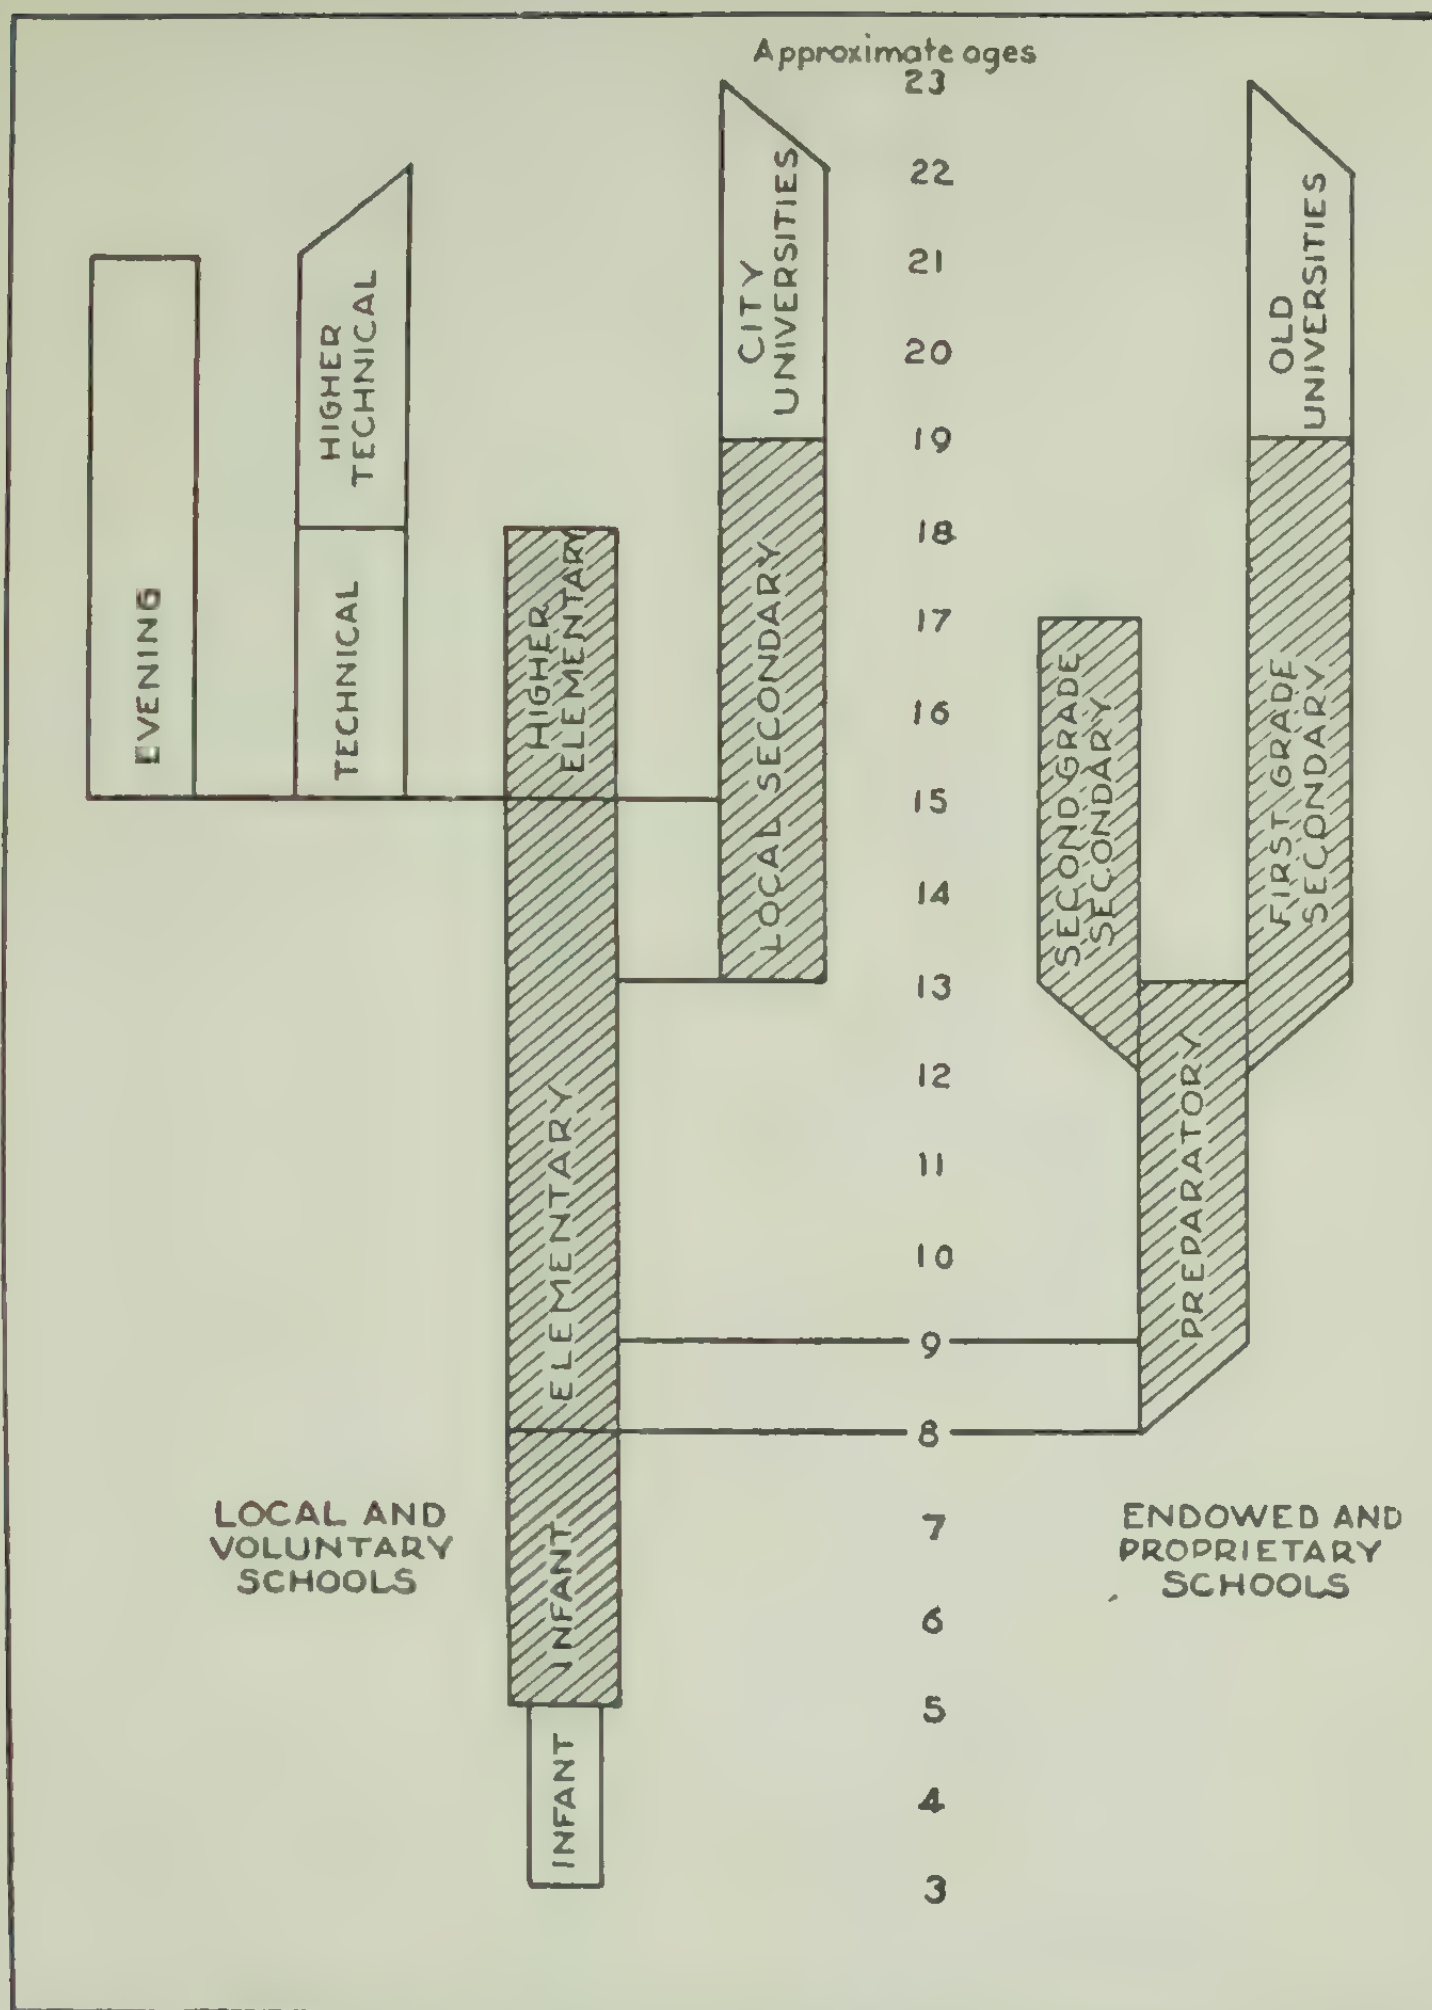 Approximate ages
23
22
21
20
19
18
17
16
15
14
13
12
11
10
9
8
7
6
5
4
3
EVENING
HIGHER
TECHNICAL
TECHNICAL
HIGHER
ELEMENTARY
ELEMENTARY
INFANT
INFANT
CITY
UNIVERSITIES
LOCAL SECONDARY
SECOND GRADE
SECONDARY
PREPARATORY
OLD
UNIVERSITIES
FIRST GRADE
SECONDARY
LOCAL AND
VOLUNTARY
SCHOOLS
ENDOWED AND
PROPRIETARY
SCHOOLS